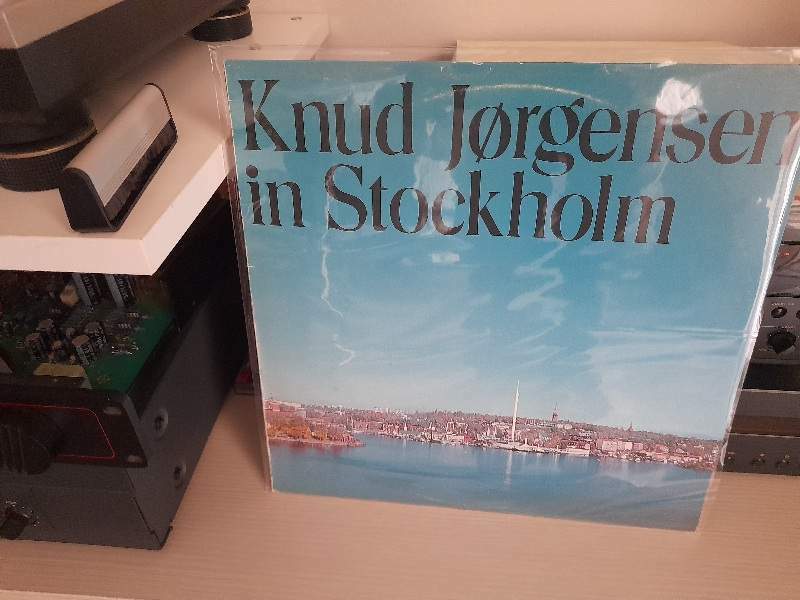 Knud Jørgensen
in Stockholm